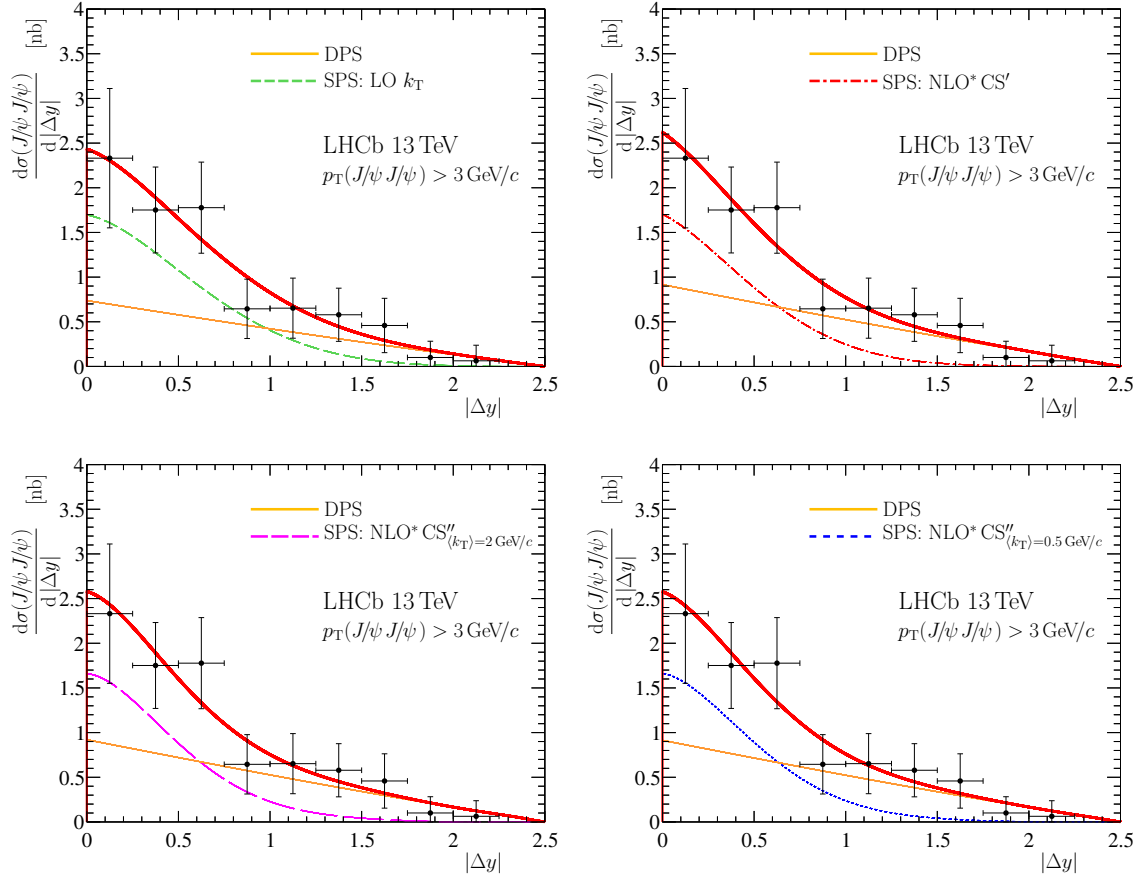 dσ(J/ψ J/ψ) / d|Δy| [nb]
4
3.5
3
2.5
2
1.5
1
0.5
0
DPS
SPS: LO k_T
LHCb 13 TeV
p_T(J/ψ J/ψ) > 3 GeV/c
0 0.5 1 1.5 2 2.5
|Δy|
dσ(J/ψ J/ψ) / d|Δy| [nb]
4
3.5
3
2.5
2
1.5
1
0.5
0
DPS
SPS: NLO* CS′
LHCb 13 TeV
p_T(J/ψ J/ψ) > 3 GeV/c
0 0.5 1 1.5 2 2.5
|Δy|
dσ(J/ψ J/ψ) / d|Δy| [nb]
4
3.5
3
2.5
2
1.5
1
0.5
0
DPS
SPS: NLO* CS″⟨k_T⟩=2 GeV/c
LHCb 13 TeV
p_T(J/ψ J/ψ) > 3 GeV/c
0 0.5 1 1.5 2 2.5
|Δy|
dσ(J/ψ J/ψ) / d|Δy| [nb]
4
3.5
3
2.5
2
1.5
1
0.5
0
DPS
SPS: NLO* CS″⟨k_T⟩=0.5 GeV/c
LHCb 13 TeV
p_T(J/ψ J/ψ) > 3 GeV/c
0 0.5 1 1.5 2 2.5
|Δy|